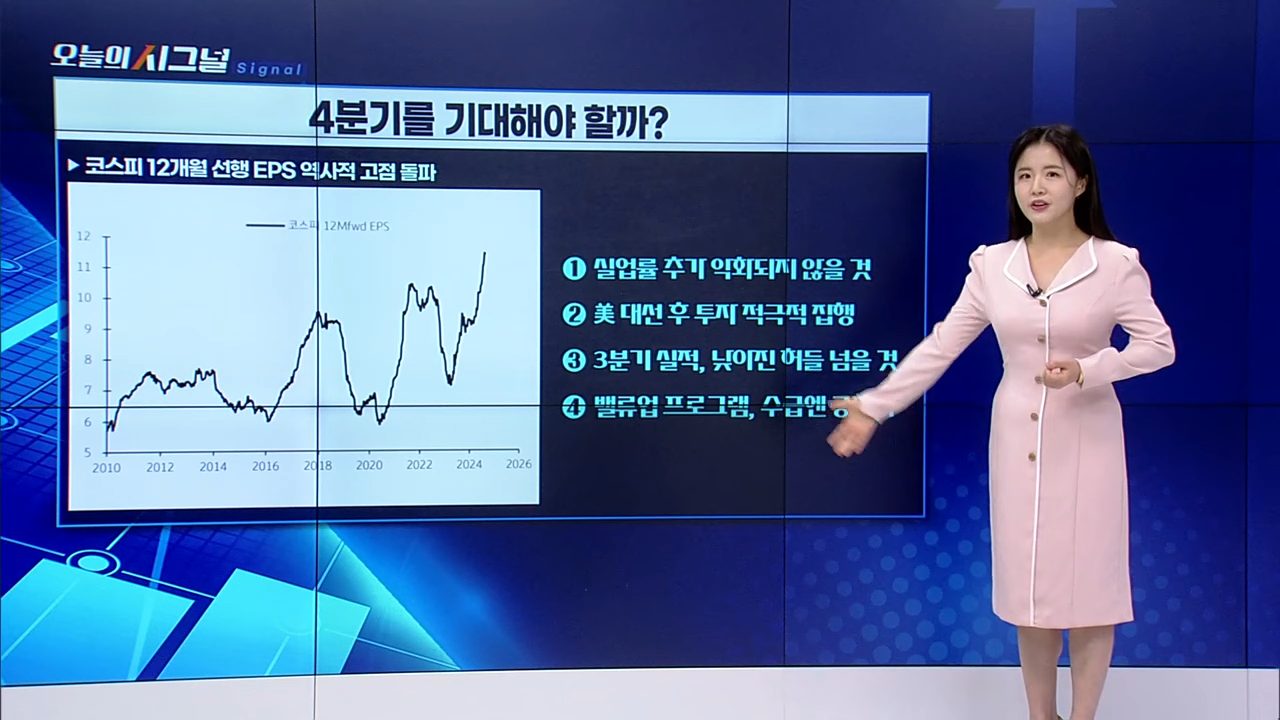 오늘의 시그널 Signal
4분기를 기대해야 할까?
▶ 코스피 12개월 선행 EPS 역사적 고점 돌파
코스피 12Mfwd EPS
12
11
10
9
8
7
6
5
2010 2012 2014 2016 2018 2020 2022 2024 2026
❶ 실업률 추가 악화되지 않을 것
❷ 美 대선 후 투자 적극적 집행
❸ 3분기 실적, 낮아진 허들 넘을 것
❹ 밸류업 프로그램, 수급엔